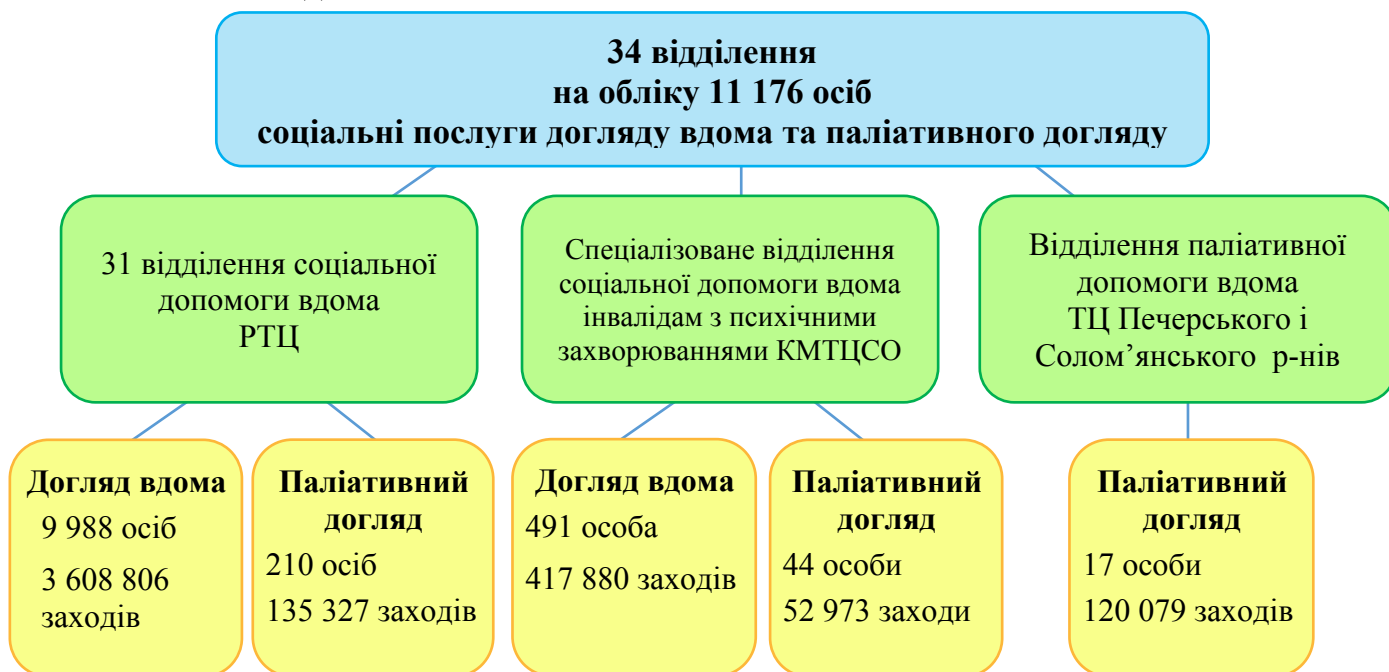 34 відділення
на обліку 11 176 осіб
соціальні послуги догляду вдома та паліативного догляду
31 відділення соціальної
допомоги вдома
РТЦ
Спеціалізоване відділення
соціальної допомоги вдома
інвалідам з психічними
захворюваннями КМТЦСО
Відділення паліативної
допомоги вдома
ТЦ Печерського і
Солом’янського р-нів
Догляд вдома
9 988 осіб
3 608 806
заходів
Паліативний
догляд
210 осіб
135 327 заходів
Догляд вдома
491 особа
417 880 заходів
Паліативний
догляд
44 особи
52 973 заходи
Паліативний
догляд
17 особи
120 079 заходів